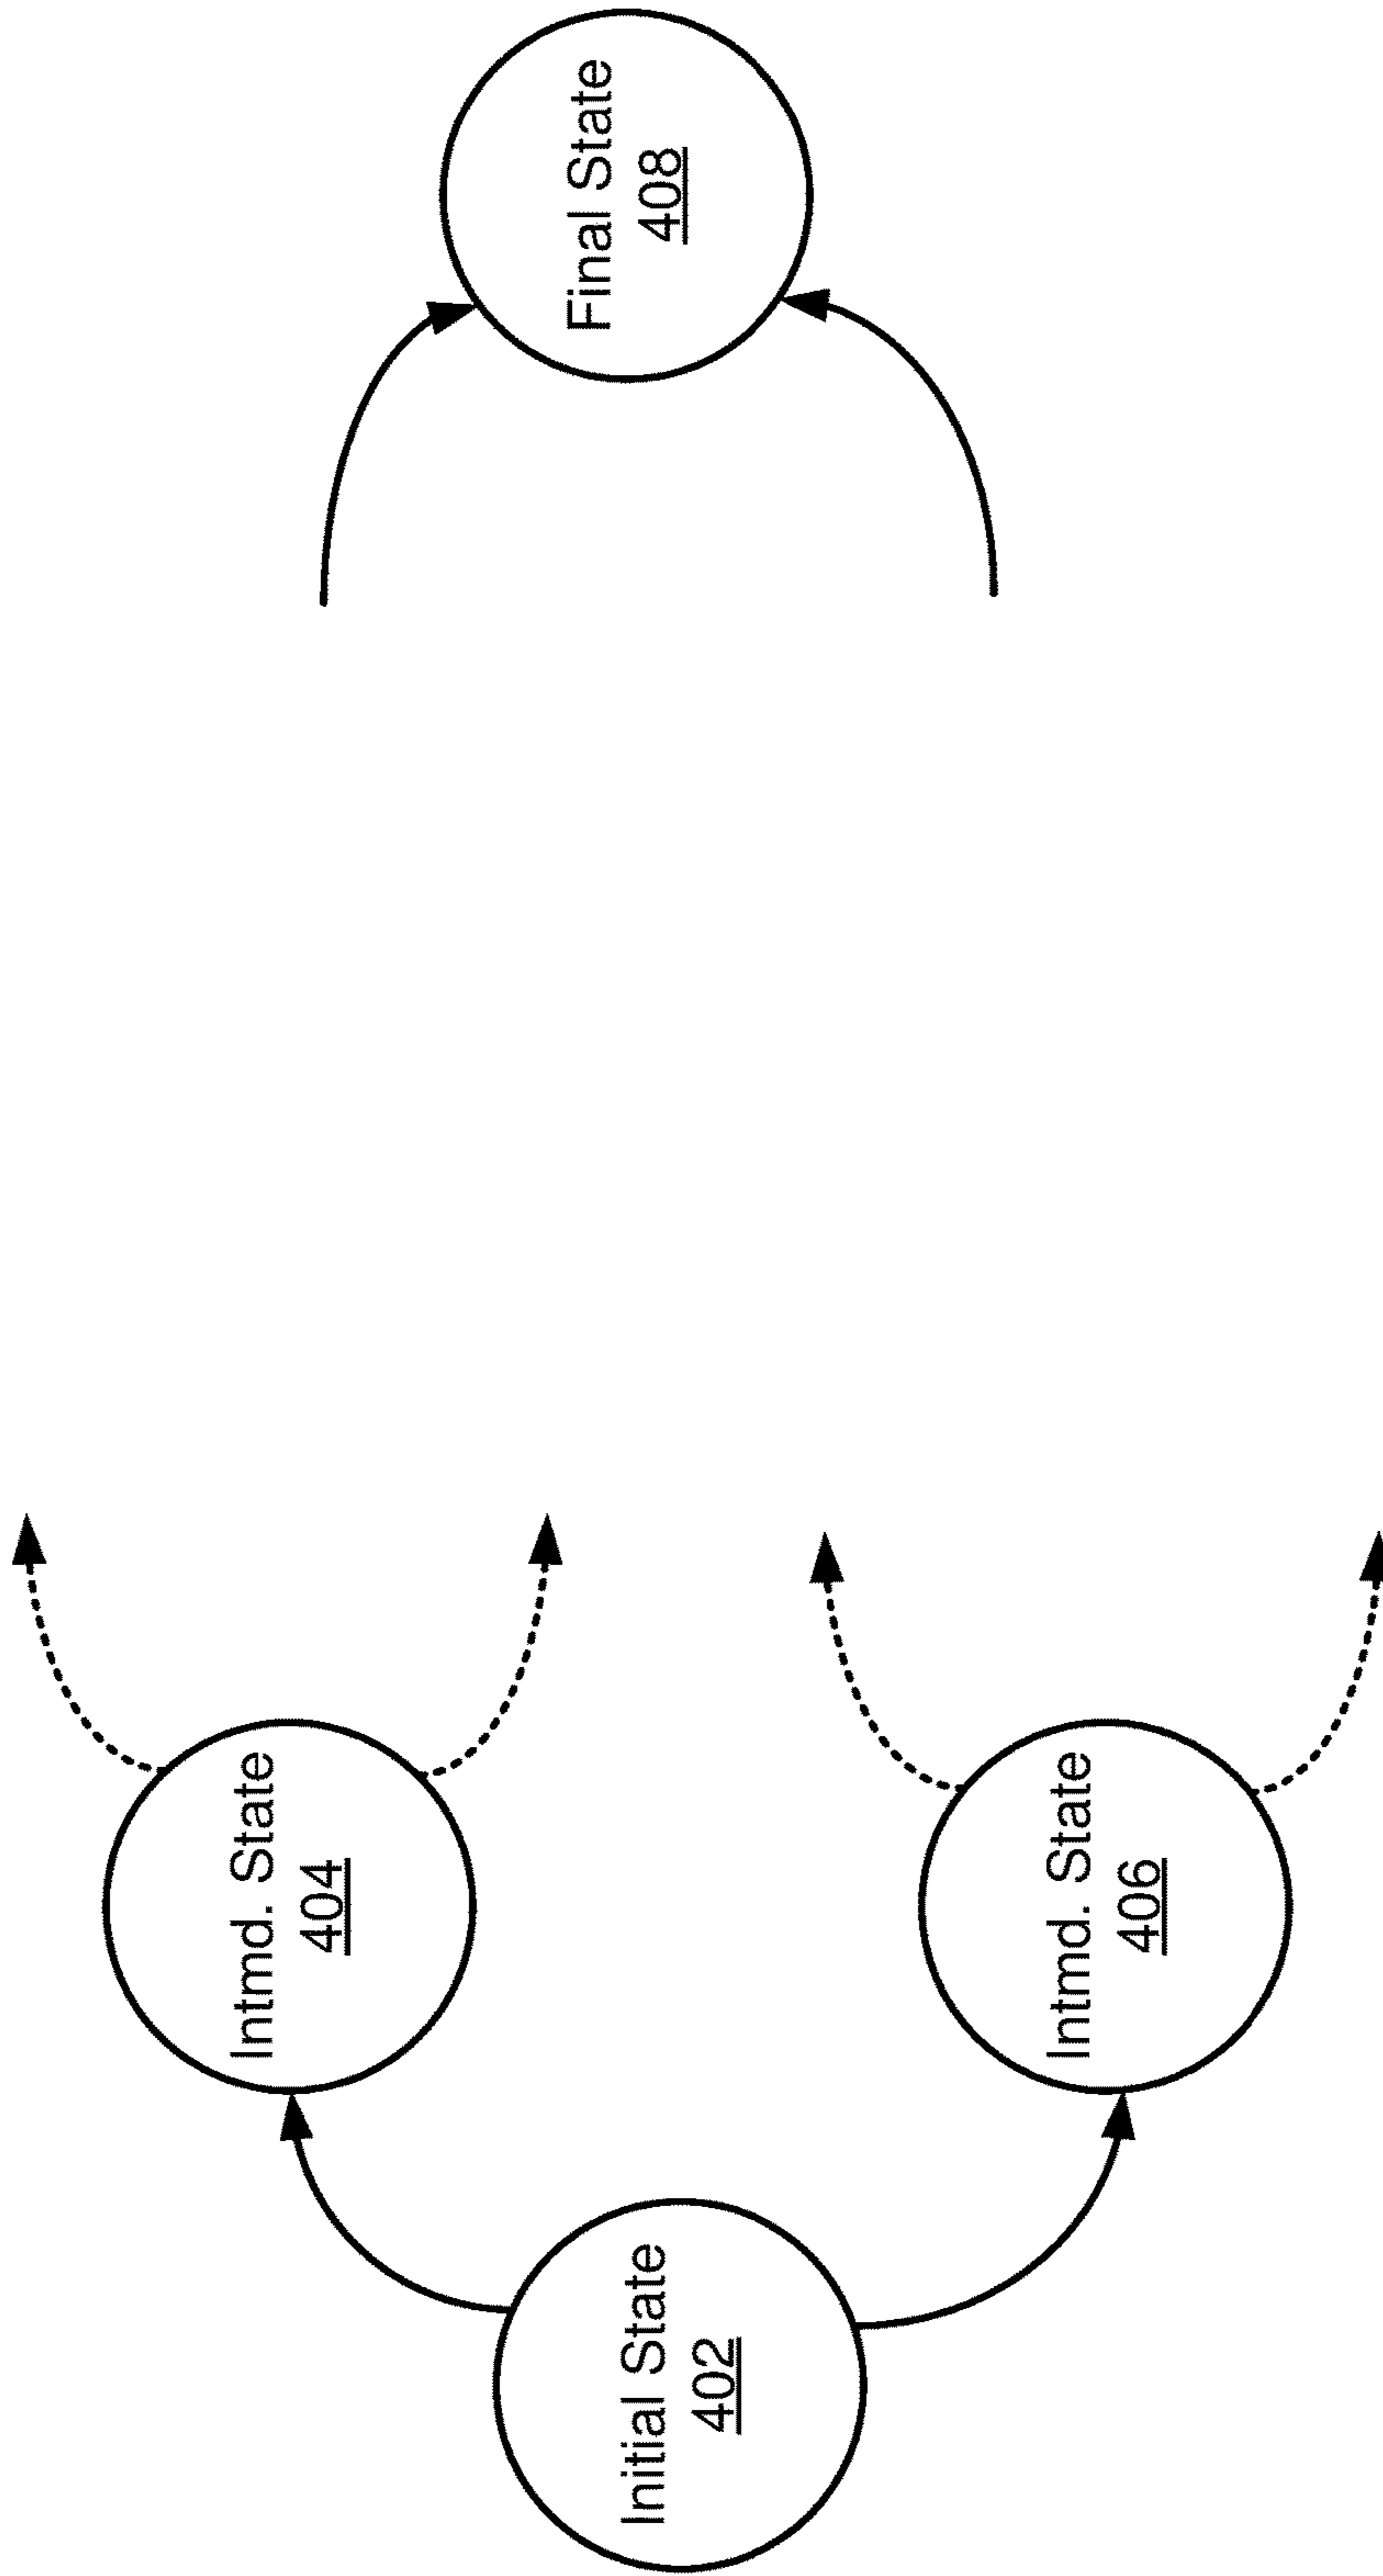 Initial State
402
Intmd. State
404
Intmd. State
406
Final State
408